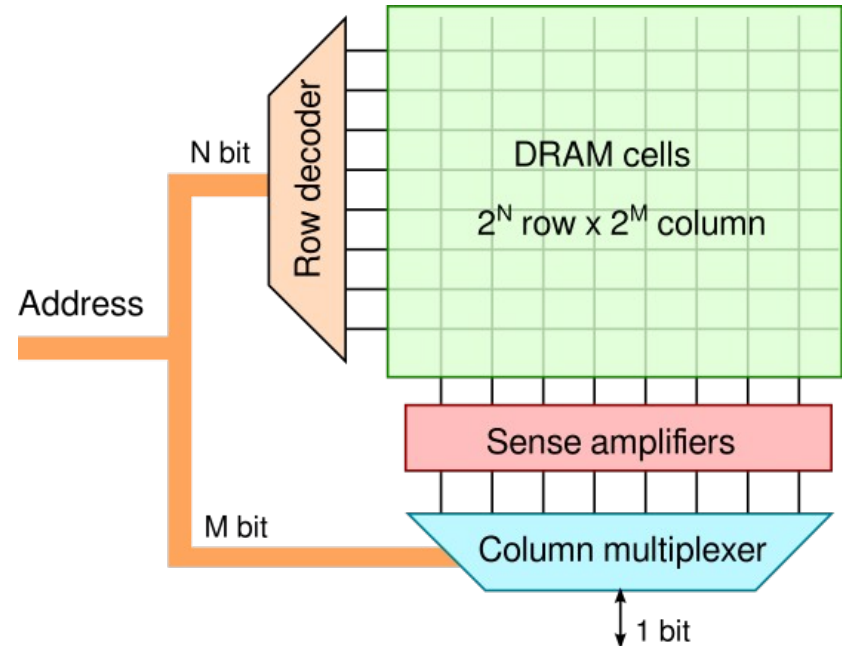 N bit
Row decoder
DRAM cells
2^N row x 2^M column
Address
Sense amplifiers
M bit
Column multiplexer
1 bit